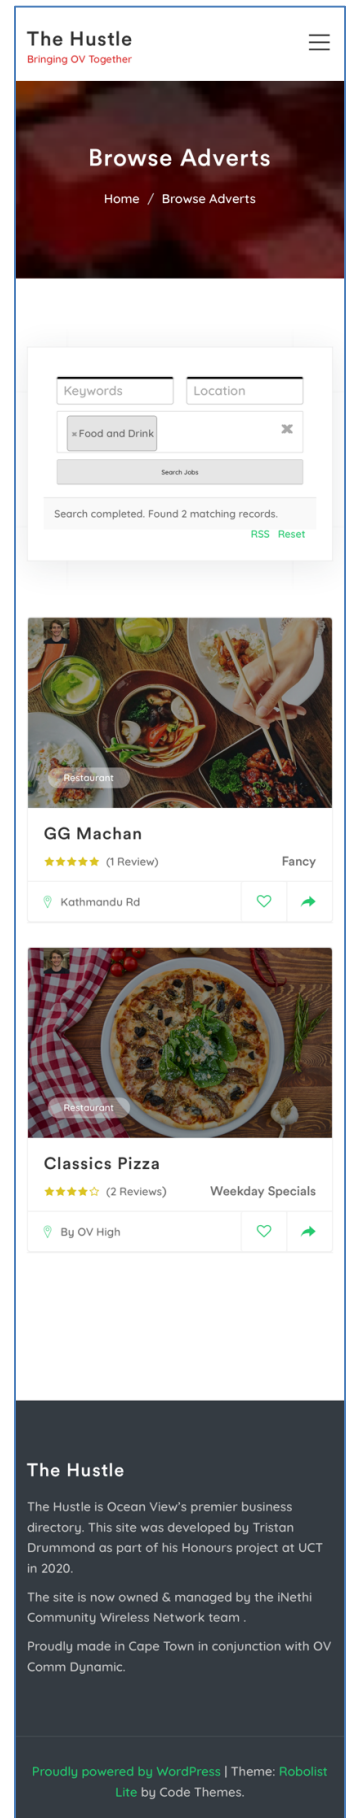 The Hustle
Bringing OV Together
Browse Adverts
Home / Browse Adverts
Keywords Location
×Food and Drink
Search Jobs
Search completed. Found 2 matching records.
RSS Reset
Restaurant
GG Machan
(1 Review) Fancy
Kathmandu Rd
Restaurant
Classics Pizza
(2 Reviews) Weekday Specials
By OV High
The Hustle
The Hustle is Ocean View's premier business
directory. This site was developed by Tristan
Drummond as part of his Honours project at UCT
in 2020.
The site is now owned & managed by the iNethi
Community Wireless Network team .
Proudly made in Cape Town in conjunction with OV
Comm Dynamic.
Proudly powered by WordPress | Theme: Robolist
Lite by Code Themes.